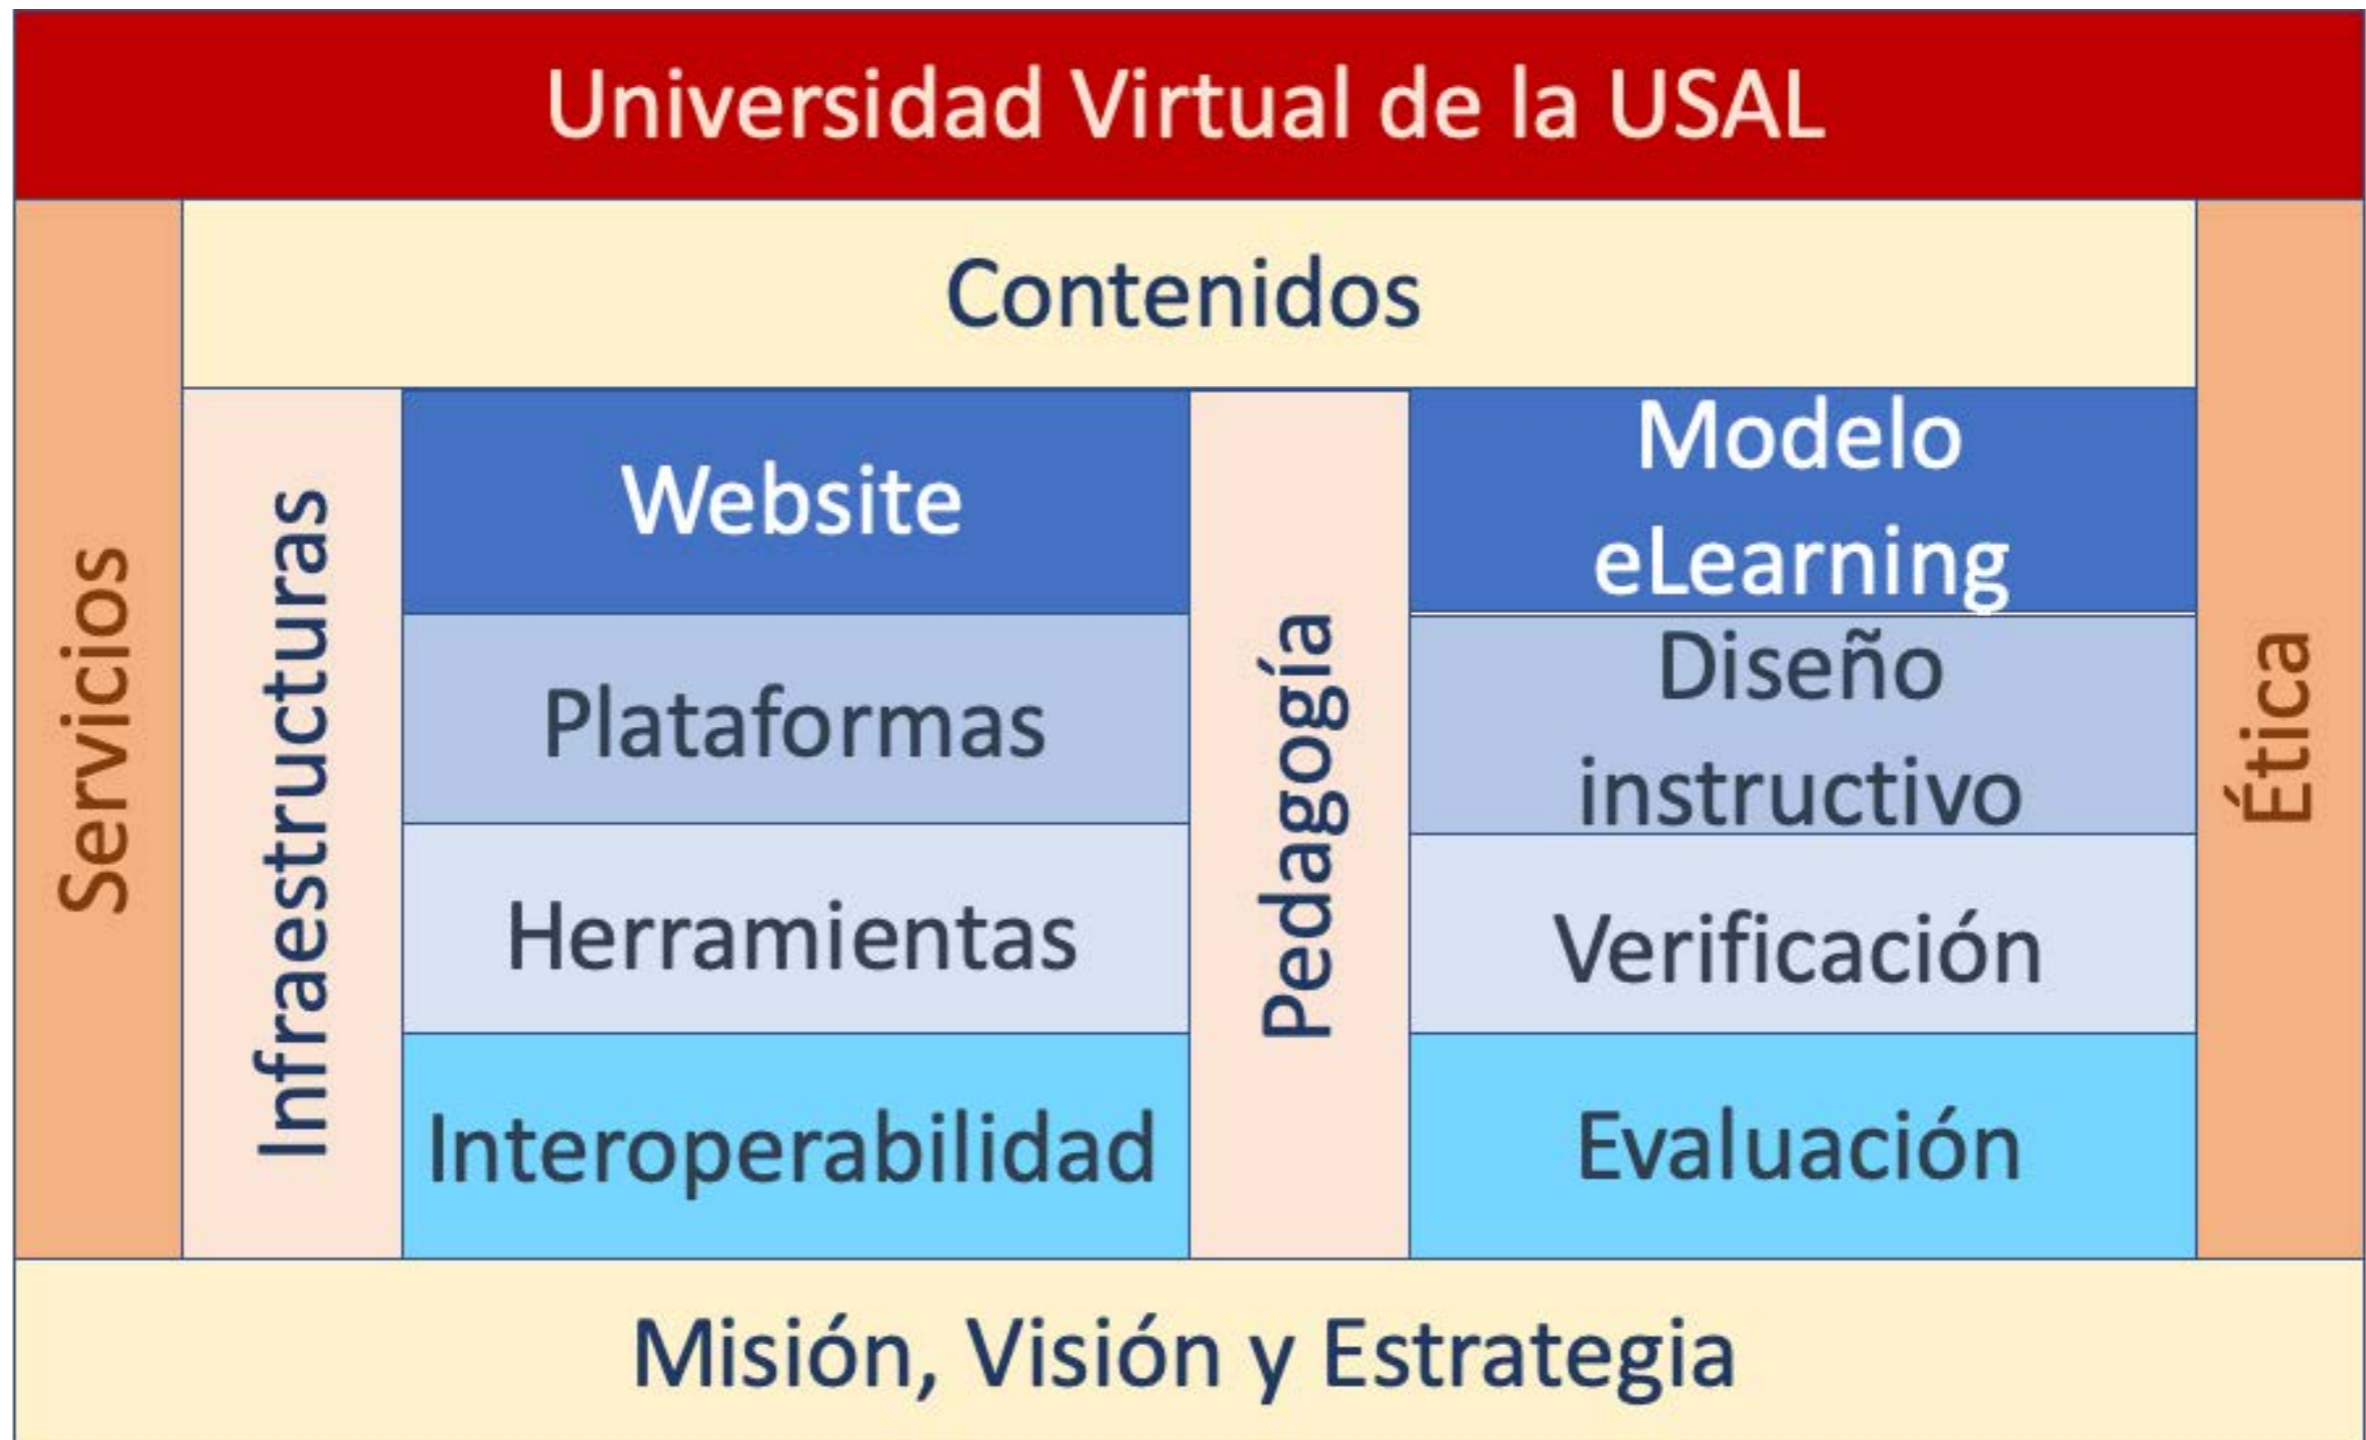 Universidad Virtual de la USAL
Servicios
Contenidos
Infraestructuras
Website
Plataformas
Herramientas
Interoperabilidad
Pedagogía
Modelo
eLearning
Diseño
instructivo
Verificación
Evaluación
Ética
Misión, Visión y Estrategia